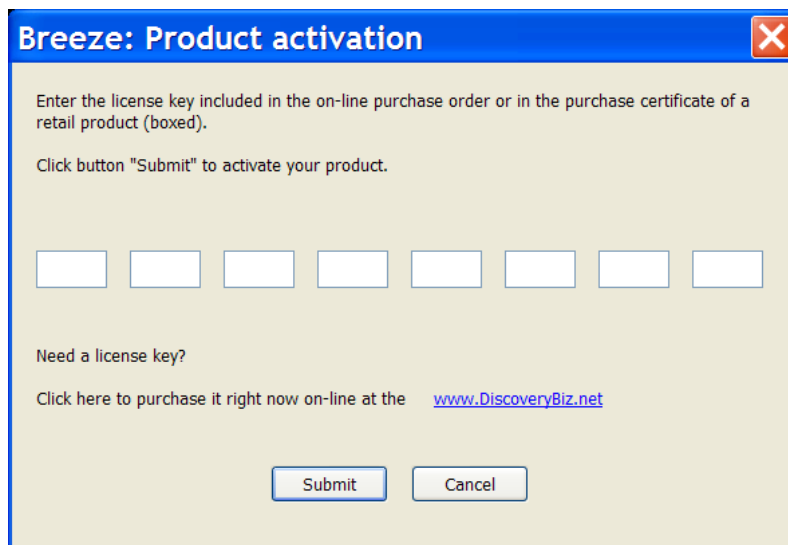 Breeze: Product activation
Enter the license key included in the on-line purchase order or in the purchase certificate of a
retail product (boxed).
Click button "Submit" to activate your product.
Need a license key?
Click here to purchase it right now on-line at the www.DiscoveryBiz.net
Submit Cancel